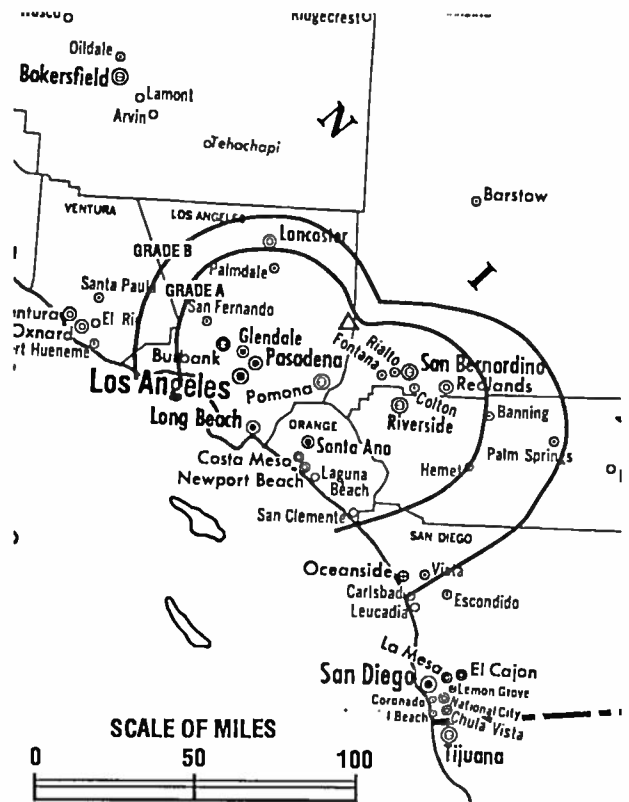 Ridgecrest
Oildale
Bokersfield
Lamont
Arvin
Tehachapi
N
Barstow
VENTURA
LOS ANGELES
Lancaster
GRADE B
Palmdale
I
Santa Paula
GRADE A
San Fernando
entura
El Rio
Oxnard
rt Hueneme
Glendale
Burbank
Pasadena
Fontana
Rialto
San Bernardino
Redlands
Los Angeles
Pomona
Colton
Riverside
Banning
Long Beach
ORANGE
Santa Ana
Palm Springs
Costa Mesa
Newport Beach
Laguna
Beach
Hemet
San Clemente
SAN DIEGO
Oceanside
Vista
Carlsbad
Leucadia
Escondido
La Mesa
El Cajon
San Diego
Lemon Grove
Coronado
National City
l Beach
Chula Vista
Tijuana
SCALE OF MILES
0 50 100